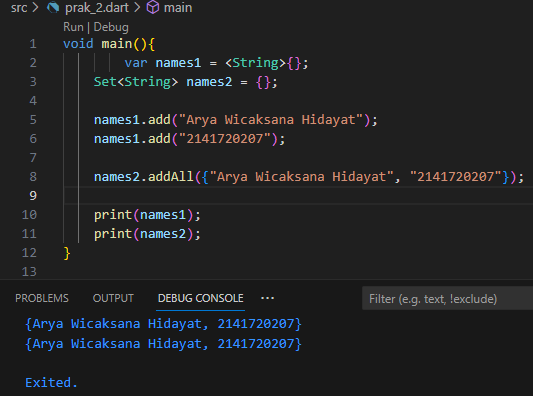 src > prak_2.dart > main
Run | Debug
1 void main(){
2 var names1 = <String>{};
3 Set<String> names2 = {};
4
5 names1.add("Arya Wicaksana Hidayat");
6 names1.add("2141720207");
7
8 names2.addAll({"Arya Wicaksana Hidayat", "2141720207"});
9
10 print(names1);
11 print(names2);
12 }
13
PROBLEMS OUTPUT DEBUG CONSOLE ··· Filter (e.g. text, !exclude)
{Arya Wicaksana Hidayat, 2141720207}
{Arya Wicaksana Hidayat, 2141720207}
Exited.